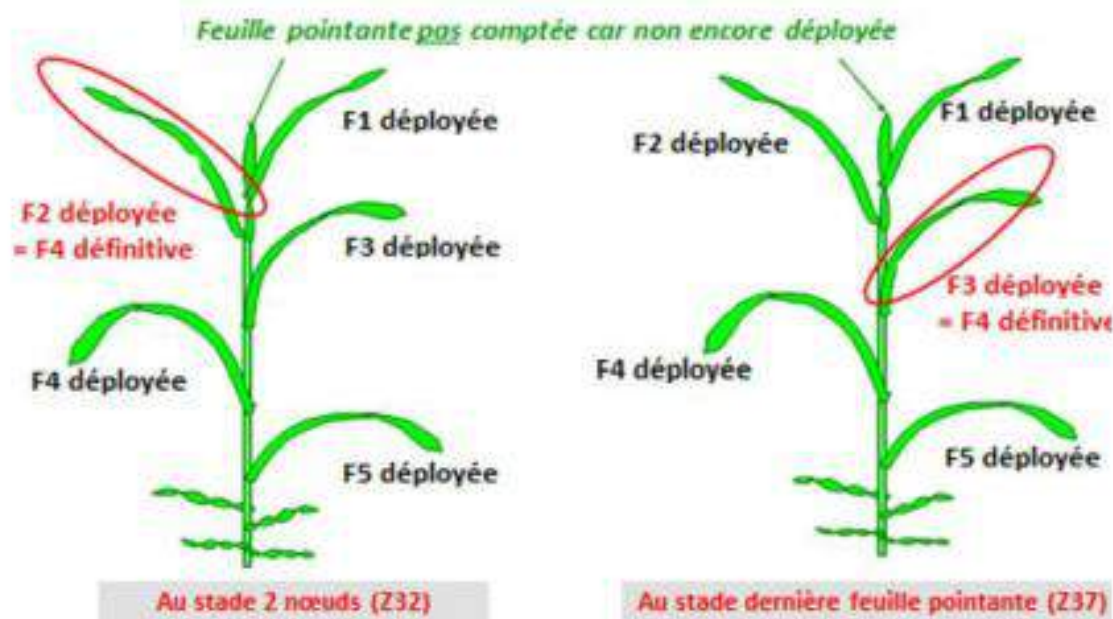 Feuille pointante pas comptée car non encore déployée
F1 déployée
F2 déployée
= F4 définitive
F3 déployée
F4 déployée
F5 déployée
Au stade 2 nœuds (Z32)
F1 déployée
F2 déployée
F3 déployée
= F4 définitive
F4 déployée
F5 déployée
Au stade dernière feuille pointante (Z37)